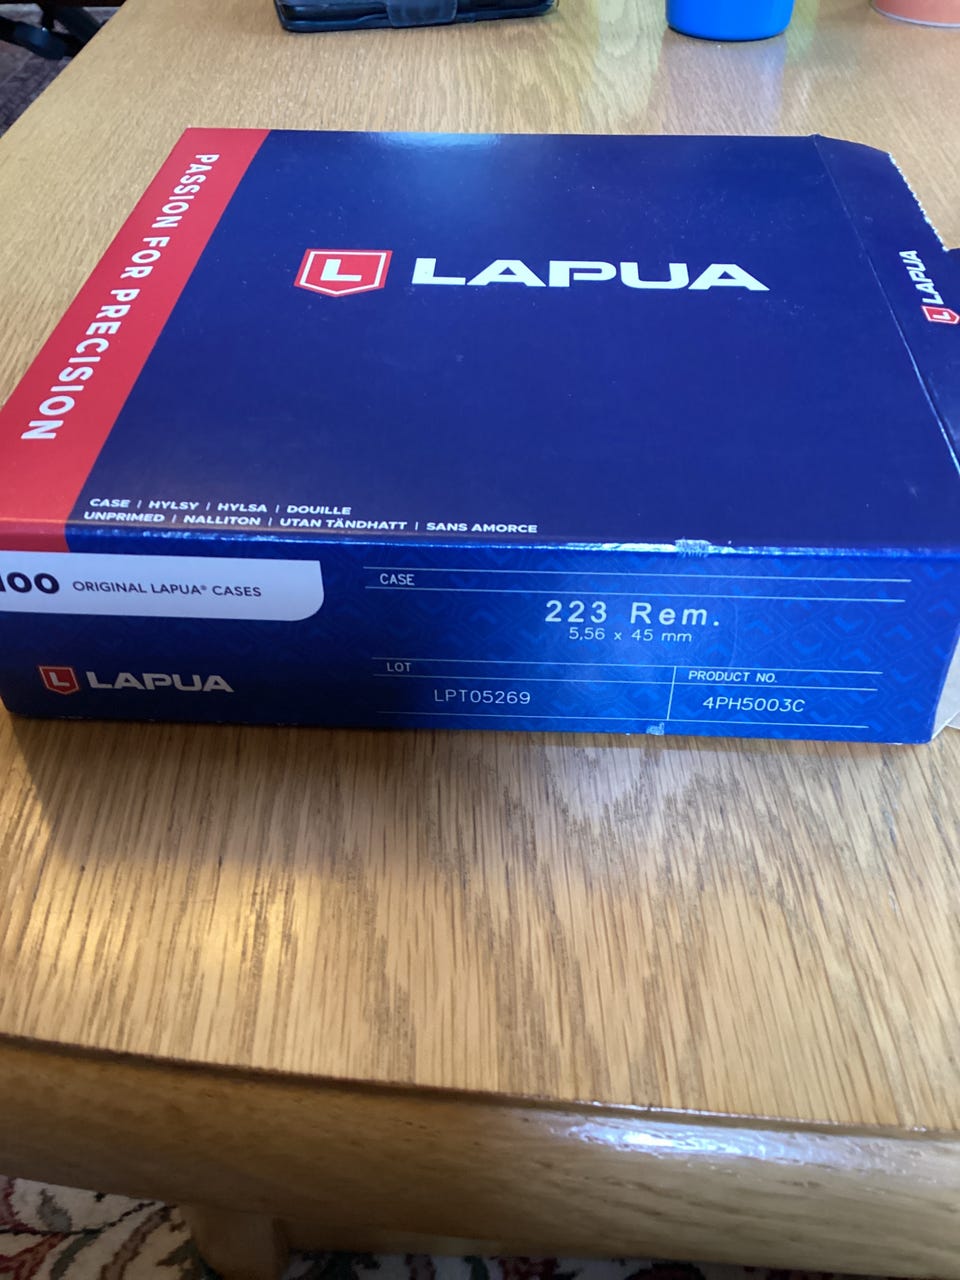 PASSION FOR PRECISION
L LAPUA
L LAPUA
CASE | HYLSY | HYLSA | DOUILLE
UNPRIMED | NALLITON | UTAN TÄNDHATT | SANS AMORCE
100 ORIGINAL LAPUA® CASES
CASE
223 Rem.
5,56 x 45 mm
L LAPUA
LOT
LPT05269
PRODUCT NO.
4PH5003C